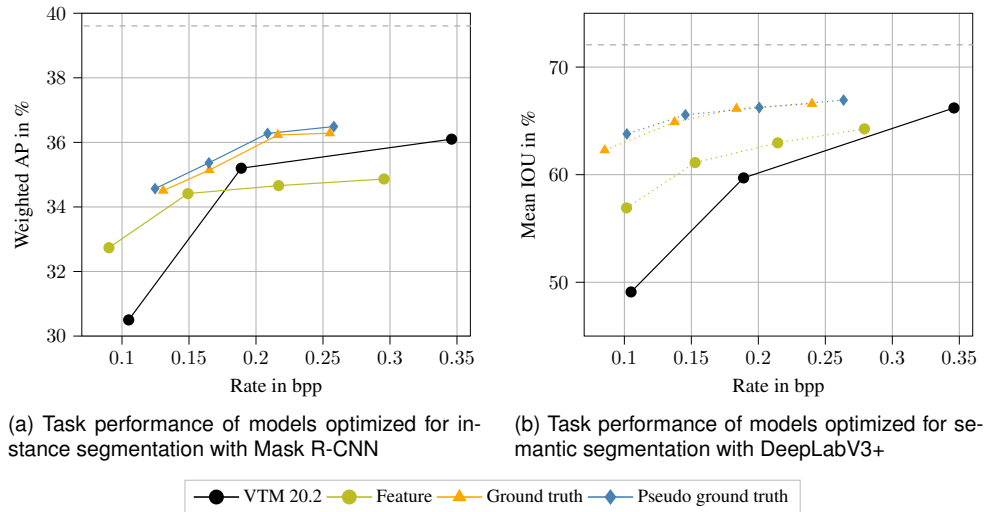 40
38
36
34
32
30
Weighed AP in %
0.1 0.15 0.2 0.25 0.3 0.35
Rate in bpp
(a) Task performance of models optimized for in-
stance segmentation with Mask R-CNN
70
60
50
Mean IOU in %
0.1 0.15 0.2 0.25 0.3 0.35
Rate in bpp
(b) Task performance of models optimized for se-
mantic segmentation with DeepLabV3+
VTM 20.2 Feature Ground truth Pseudo ground truth